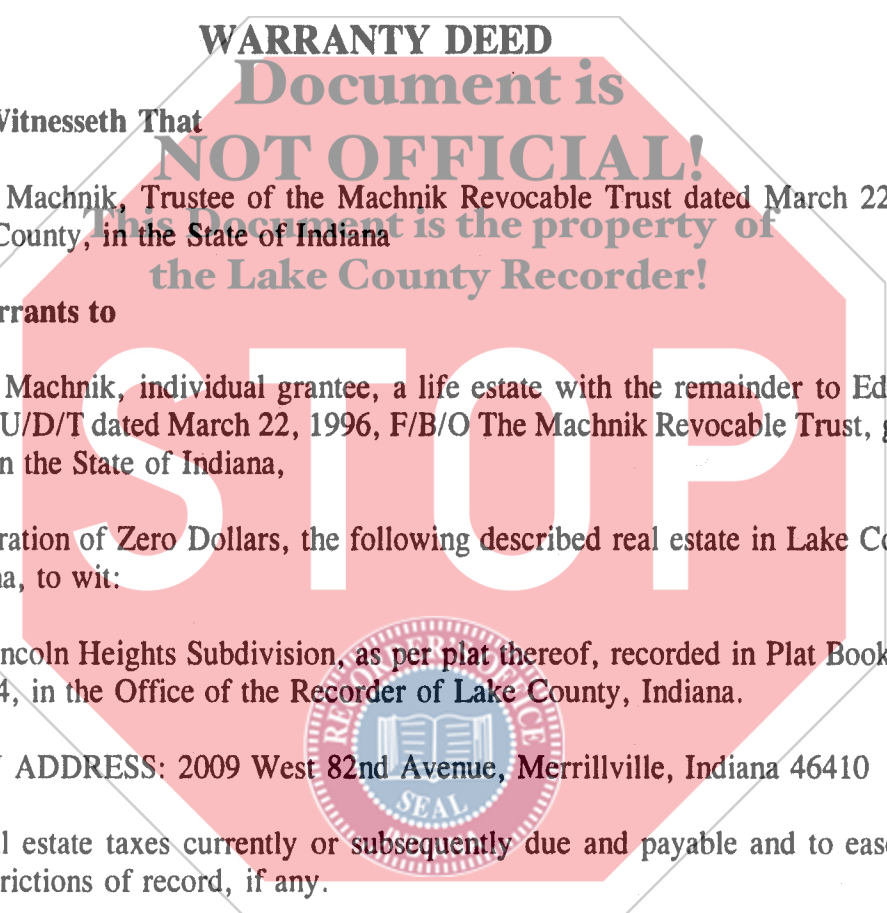 WARRANTY DEED
Document is
Witnesseth That
NOT OFFICIAL!
Machnik, Trustee of the Machnik Revocable Trust dated March 22
This Document is the property of
County, in the State of Indiana
the Lake County Recorder!
rrants to
STOP
Machnik, individual grantee, a life estate with the remainder to Ed
U/D/T dated March 22, 1996, F/B/O The Machnik Revocable Trust, g
n the State of Indiana,
ration of Zero Dollars, the following described real estate in Lake Co
na, to wit:
ncoln Heights Subdivision, as per plat thereof, recorded in Plat Book
4, in the Office of the Recorder of Lake County, Indiana.
RECORDER'S OFFICE
ADDRESS: 2009 West 82nd Avenue, Merrillville, Indiana 46410
SEAL
INDIANA
l estate taxes currently or subsequently due and payable and to ease
rictions of record, if any.